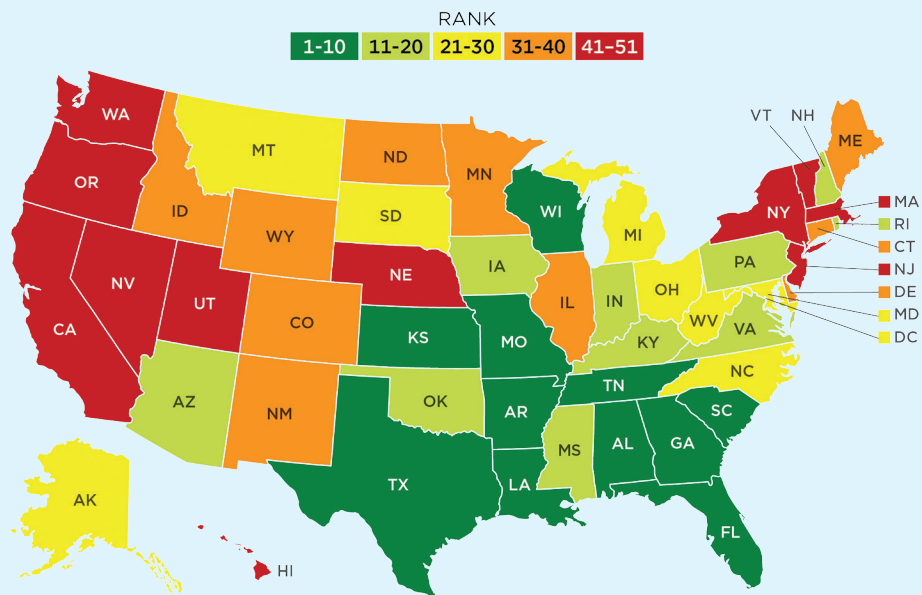 RANK
1-10 11-20 21-30 31-40 41-51
VT NH
WA
ME
MT
ND
MN
OR
ID
SD
WI
NY
MA
MI
RI
WY
CT
IA
PA
NE
NJ
NV
OH
UT
IL
IN
DE
WV
MD
CO
VA
CA
KS
MO
KY
DC
NC
TN
AZ
OK
NM
AR
SC
MS
AL
GA
TX
LA
AK
FL
HI